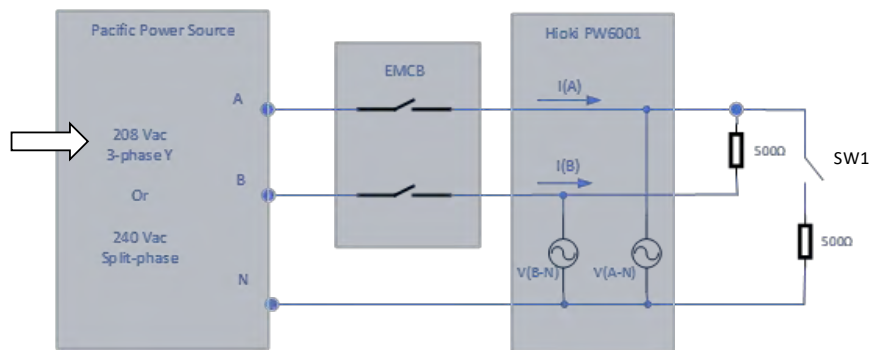 Pacific Power Source
A
208 Vac
3-phase Y
Or
240 Vac
Split-phase
B
N
EMCB
Hioki PW6001
I(A)
I(B)
V(B-N)
V(A-N)
500Ω
SW1
500Ω